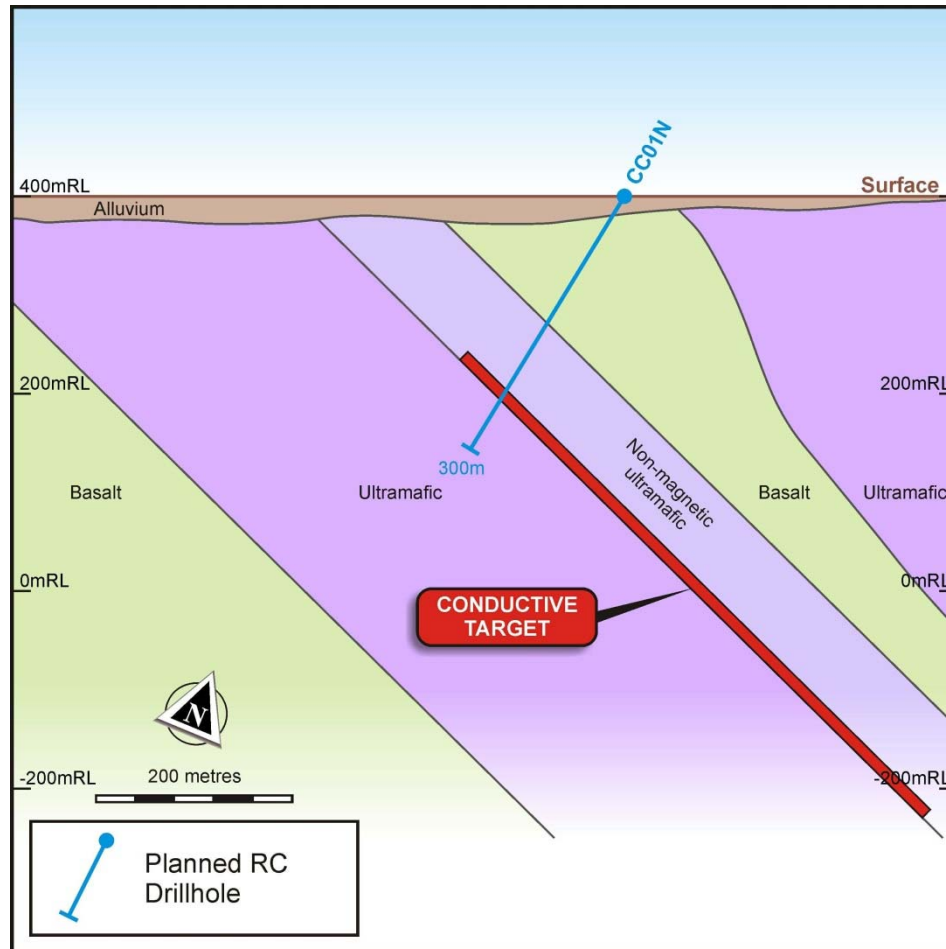 CC01N
400mRL
Surface
Alluvium
200mRL
200mRL
300m
Basalt
Ultramafic
Non-magnetic
ultramafic
Basalt
Ultramafic
0mRL
0mRL
CONDUCTIVE
TARGET
N
200 metres
-200mRL
-200mRL
Planned RC
Drillhole